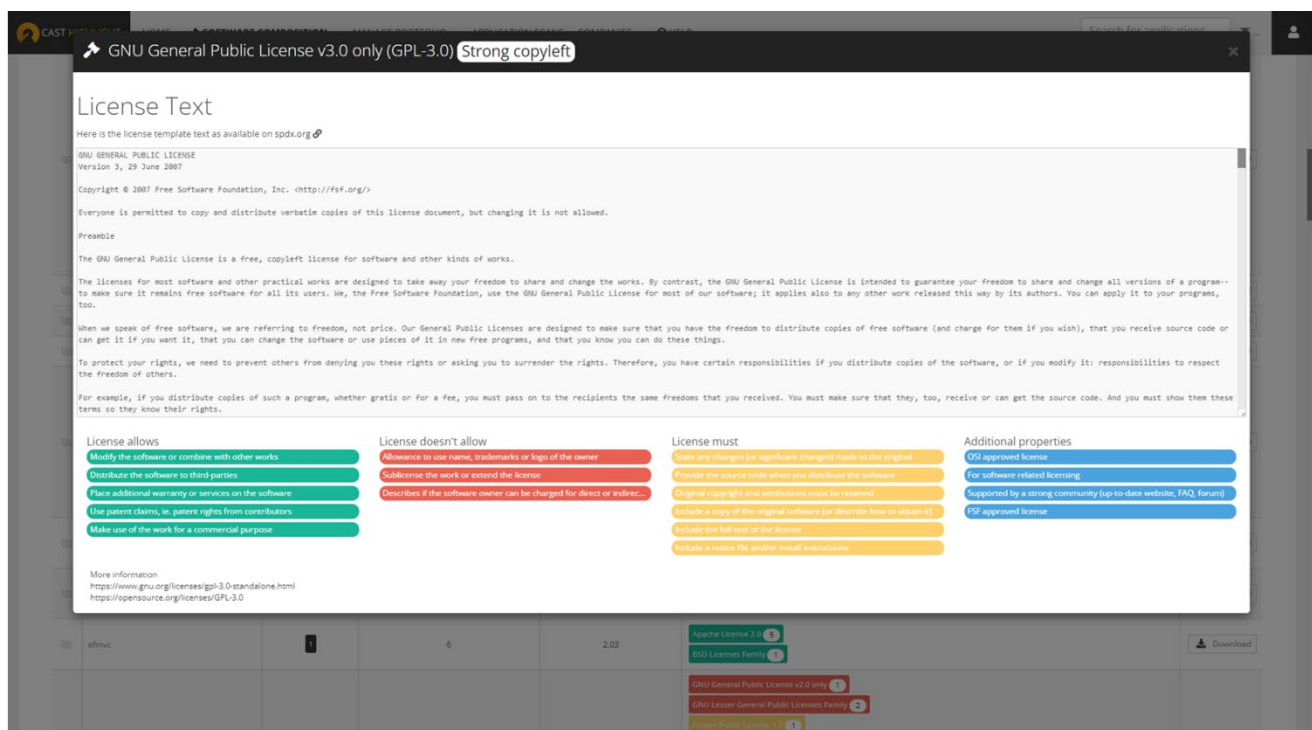 CAST HIGHLIGHT HOME SOFTWARE COMPOSITION MANAGE PORTFOLIO APPLICATION SCANS COMPANIES HELP Search for applications
GNU General Public License v3.0 only (GPL-3.0) Strong copyleft
License Text
Here is the license template text as available on spdx.org
GNU GENERAL PUBLIC LICENSE
Version 3, 29 June 2007
Copyright © 2007 Free Software Foundation, Inc. <http://fsf.org/>
Everyone is permitted to copy and distribute verbatim copies of this license document, but changing it is not allowed.
Preamble
The GNU General Public License is a free, copyleft license for software and other kinds of works.
The licenses for most software and other practical works are designed to take away your freedom to share and change the works. By contrast, the GNU General Public License is intended to guarantee your freedom to share and change all versions of a program--
to make sure it remains free software for all its users. We, the Free Software Foundation, use the GNU General Public License for most of our software; it applies also to any other work released this way by its authors. You can apply it to your programs,
too.
When we speak of free software, we are referring to freedom, not price. Our General Public Licenses are designed to make sure that you have the freedom to distribute copies of free software (and charge for them if you wish), that you receive source code or
can get it if you want it, that you can change the software or use pieces of it in new free programs, and that you know you can do these things.
To protect your rights, we need to prevent others from denying you these rights or asking you to surrender the rights. Therefore, you have certain responsibilities if you distribute copies of the software, or if you modify it: responsibilities to respect
the freedom of others.
For example, if you distribute copies of such a program, whether gratis or for a fee, you must pass on to the recipients the same freedoms that you received. You must make sure that they, too, receive or can get the source code. And you must show them these
terms so they know their rights.
License allows
Modify the software or combine with other works
Distribute the software to third-parties
Place additional warranty or services on the software
Use patent claims, ie. patent rights from contributors
Make use of the work for a commercial purpose
License doesn't allow
Allowance to use name, trademarks or logo of the owner
Sublicense the work or extend the license
Describes if the software owner can be charged for direct or indirec...
License must
State any changes (or significant changes) made to the original
Provide the source code when you distribute the software
Original copyright and attributions must be retained
Include a copy of the original software (or describe how to obtain it)
Include the full text of the license
Include a notice file and/or install instructions
Additional properties
OSI approved license
For software related licensing
Supported by a strong community (up-to-date website, FAQ, forum)
FSF approved license
More information
https://www.gnu.org/licenses/gpl-3.0-standalone.html
https://opensource.org/licenses/GPL-3.0
efmvc 1 6 2.03 Apache License 2.0 5 Download
BSD Licenses Family 1
GNU General Public License v2.0 only 1
GNU Lesser General Public Licenses Family 2
Eclipse Public License 1.0 1